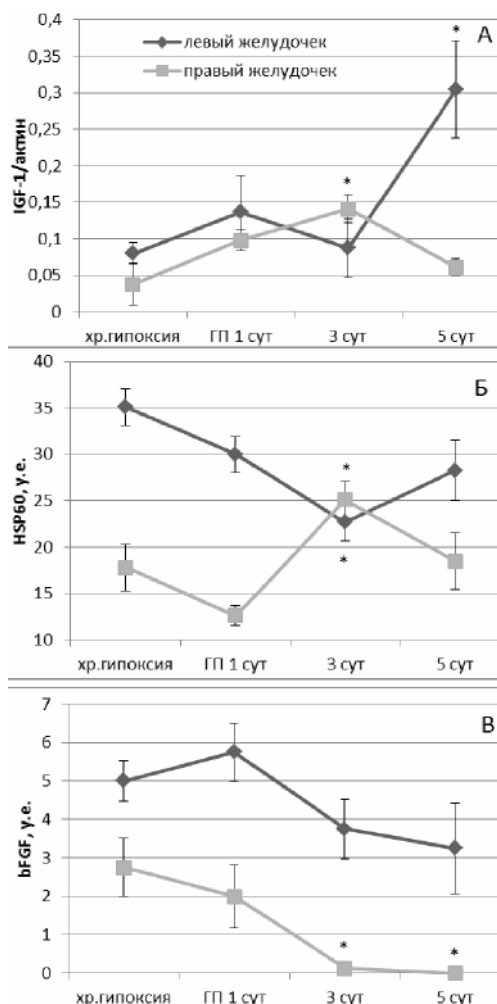 А
левый желудочек
правый желудочек
*
*
IGF-1/актин
0,4
0,35
0,3
0,25
0,2
0,15
0,1
0,05
0
хр.гипоксия ГП 1 сут 3 сут 5 сут
Б
*
*
HSP60, у.е.
40
35
30
25
20
15
10
хр.гипоксия ГП 1 сут 3 сут 5 сут
В
*
*
bFGF, у.е.
7
6
5
4
3
2
1
0
хр.гипоксия ГП 1 сут 3 сут 5 сут